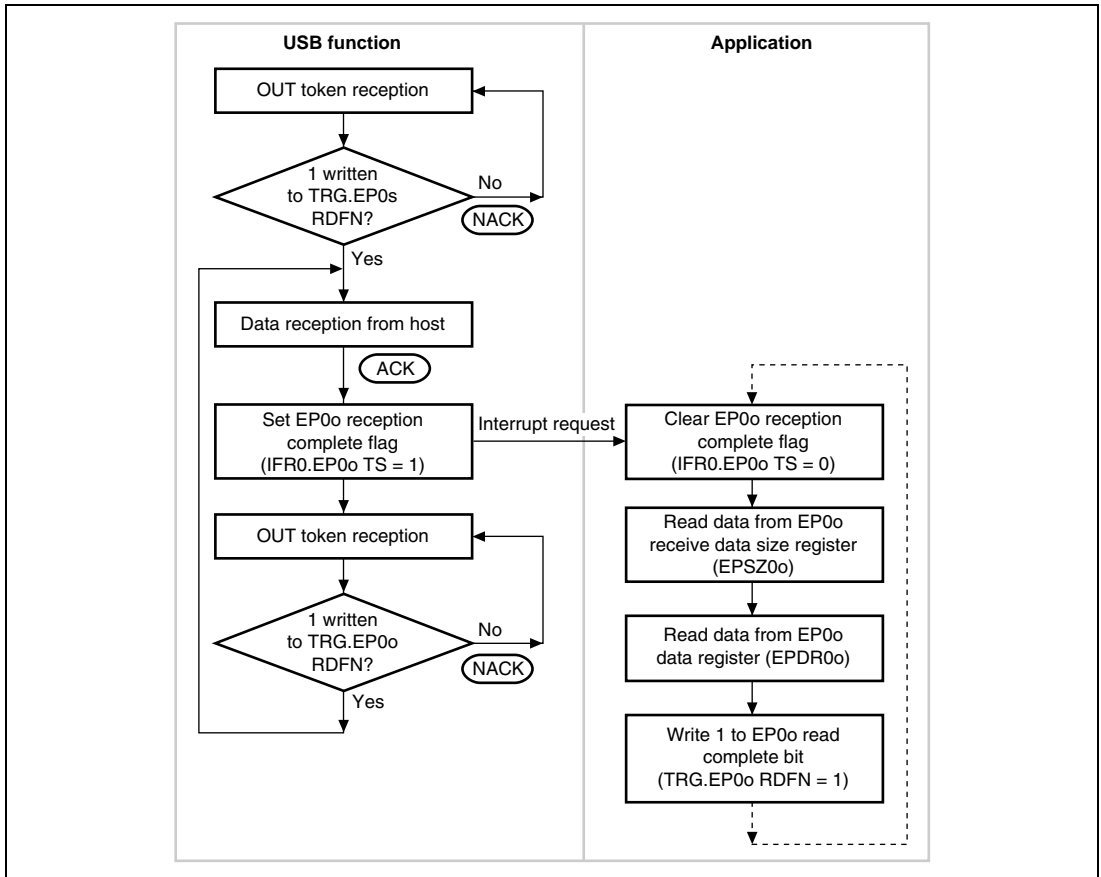 USB function
Application
OUT token reception
1 written
to TRG.EP0s
RDFN?
No
NACK
Yes
Data reception from host
ACK
Set EP0o reception
complete flag
(IFR0.EP0o TS = 1)
Interrupt request
Clear EP0o reception
complete flag
(IFR0.EP0o TS = 0)
OUT token reception
Read data from EP0o
receive data size register
(EPSZ0o)
1 written
to TRG.EP0o
RDFN?
No
NACK
Yes
Read data from EP0o
data register (EPDR0o)
Write 1 to EP0o read
complete bit
(TRG.EP0o RDFN = 1)